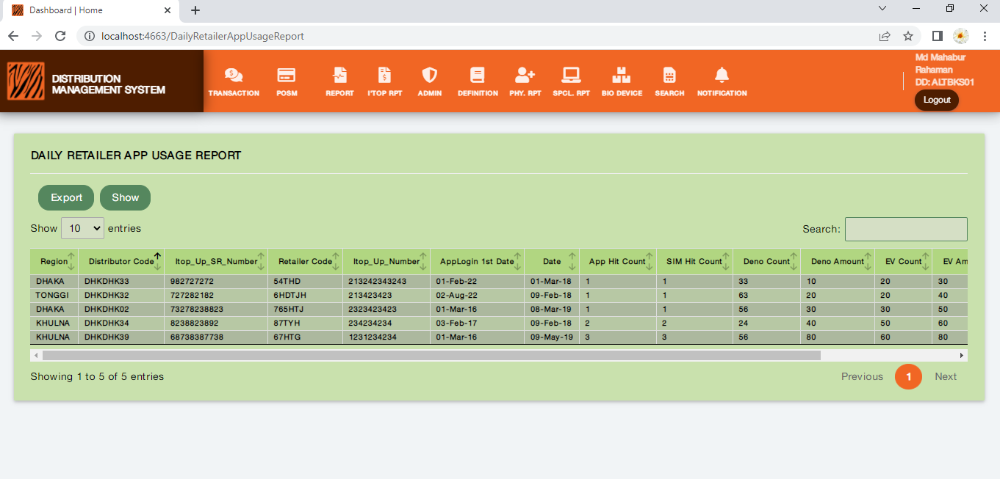 Dashboard | Home
localhost:4663/DailyRetailerAppUsageReport
DISTRIBUTION
MANAGEMENT SYSTEM
TRANSACTION POSM REPORT I'TOP RPT ADMIN DEFINITION PHY. RPT SPCL. RPT BIO DEVICE SEARCH NOTIFICATION
Md Mahabur
Rahaman
DD: ALTBKS01
Logout
DAILY RETAILER APP USAGE REPORT
Export Show
Show 10 entries Search:
Region Distributor Code Itop_Up_SR_Number Retailer Code Itop_Up_Number AppLogin 1st Date Date App Hit Count SIM Hit Count Deno Count Deno Amount EV Count EV Am
DHAKA DHKDHK33 982727272 54THD 213242343243 01-Feb-22 01-Mar-18 1 1 33 10 20 30
TONGGI DHKDHK32 727282182 6HDTJH 213423423 02-Aug-22 09-Feb-18 1 1 63 20 20 40
DHAKA DHKDHK02 73278238823 765HTJ 2323423423 01-Mar-16 08-Mar-19 1 1 56 30 30 50
KHULNA DHKDHK34 8238823892 87TYH 234234234 03-Feb-17 09-Feb-18 2 2 24 40 50 60
KHULNA DHKDHK39 68738387738 67HTG 1231234234 01-Mar-16 09-May-19 3 3 56 80 60 80
Showing 1 to 5 of 5 entries Previous 1 Next